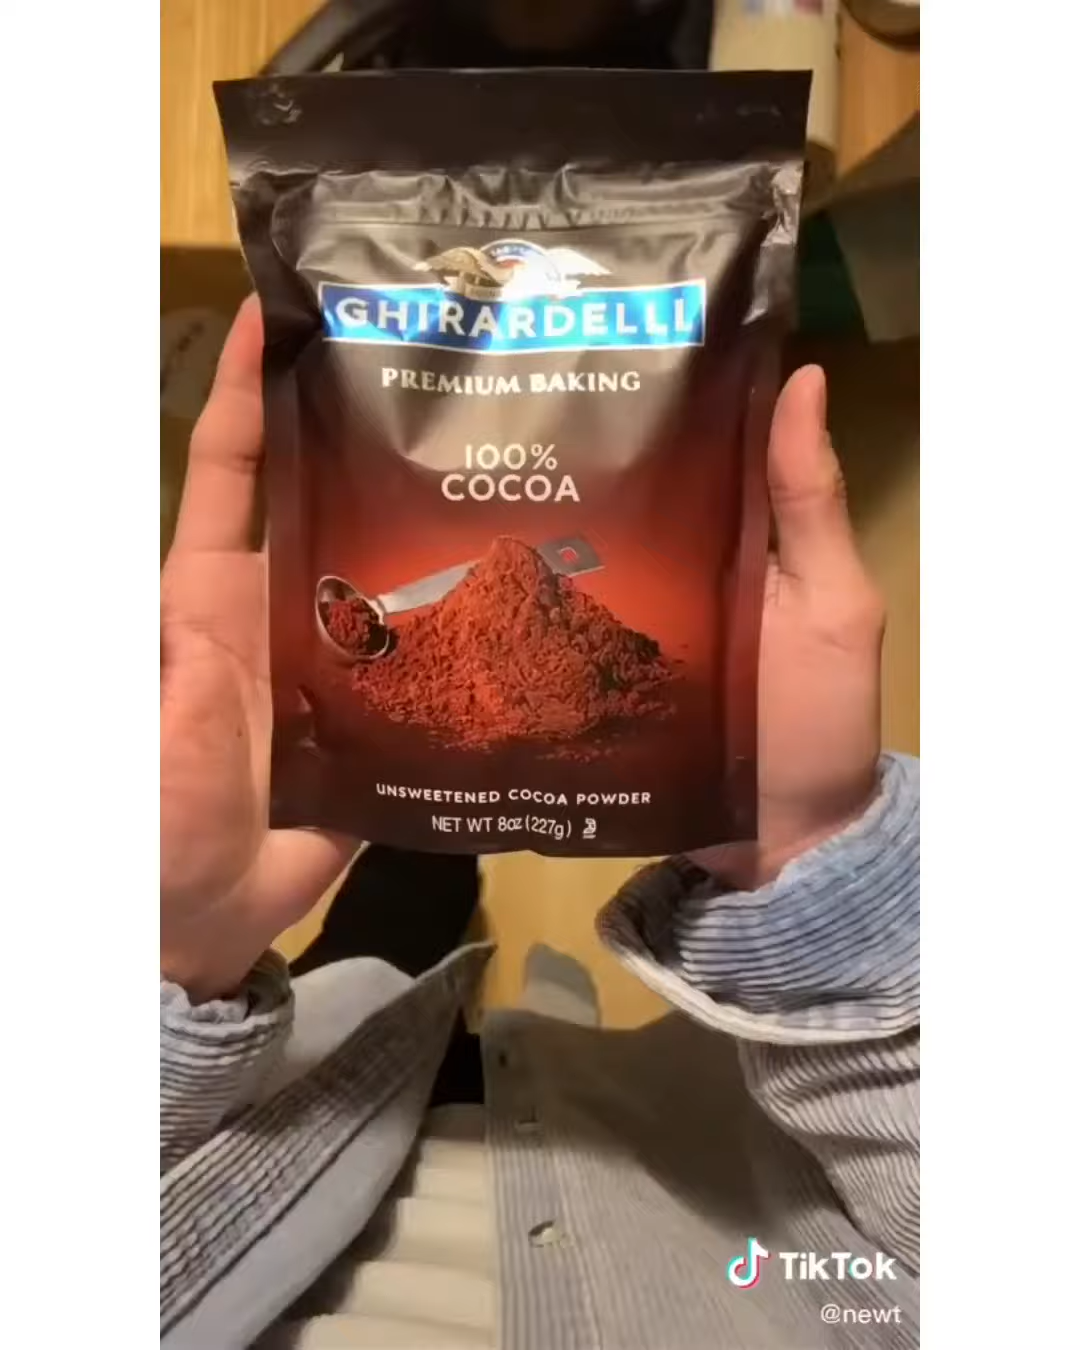 GHIRARDELLI
PREMIUM BAKING
100%
COCOA
UNSWEETENED COCOA POWDER
NET WT 8oz (227g)
TikTok
@newt